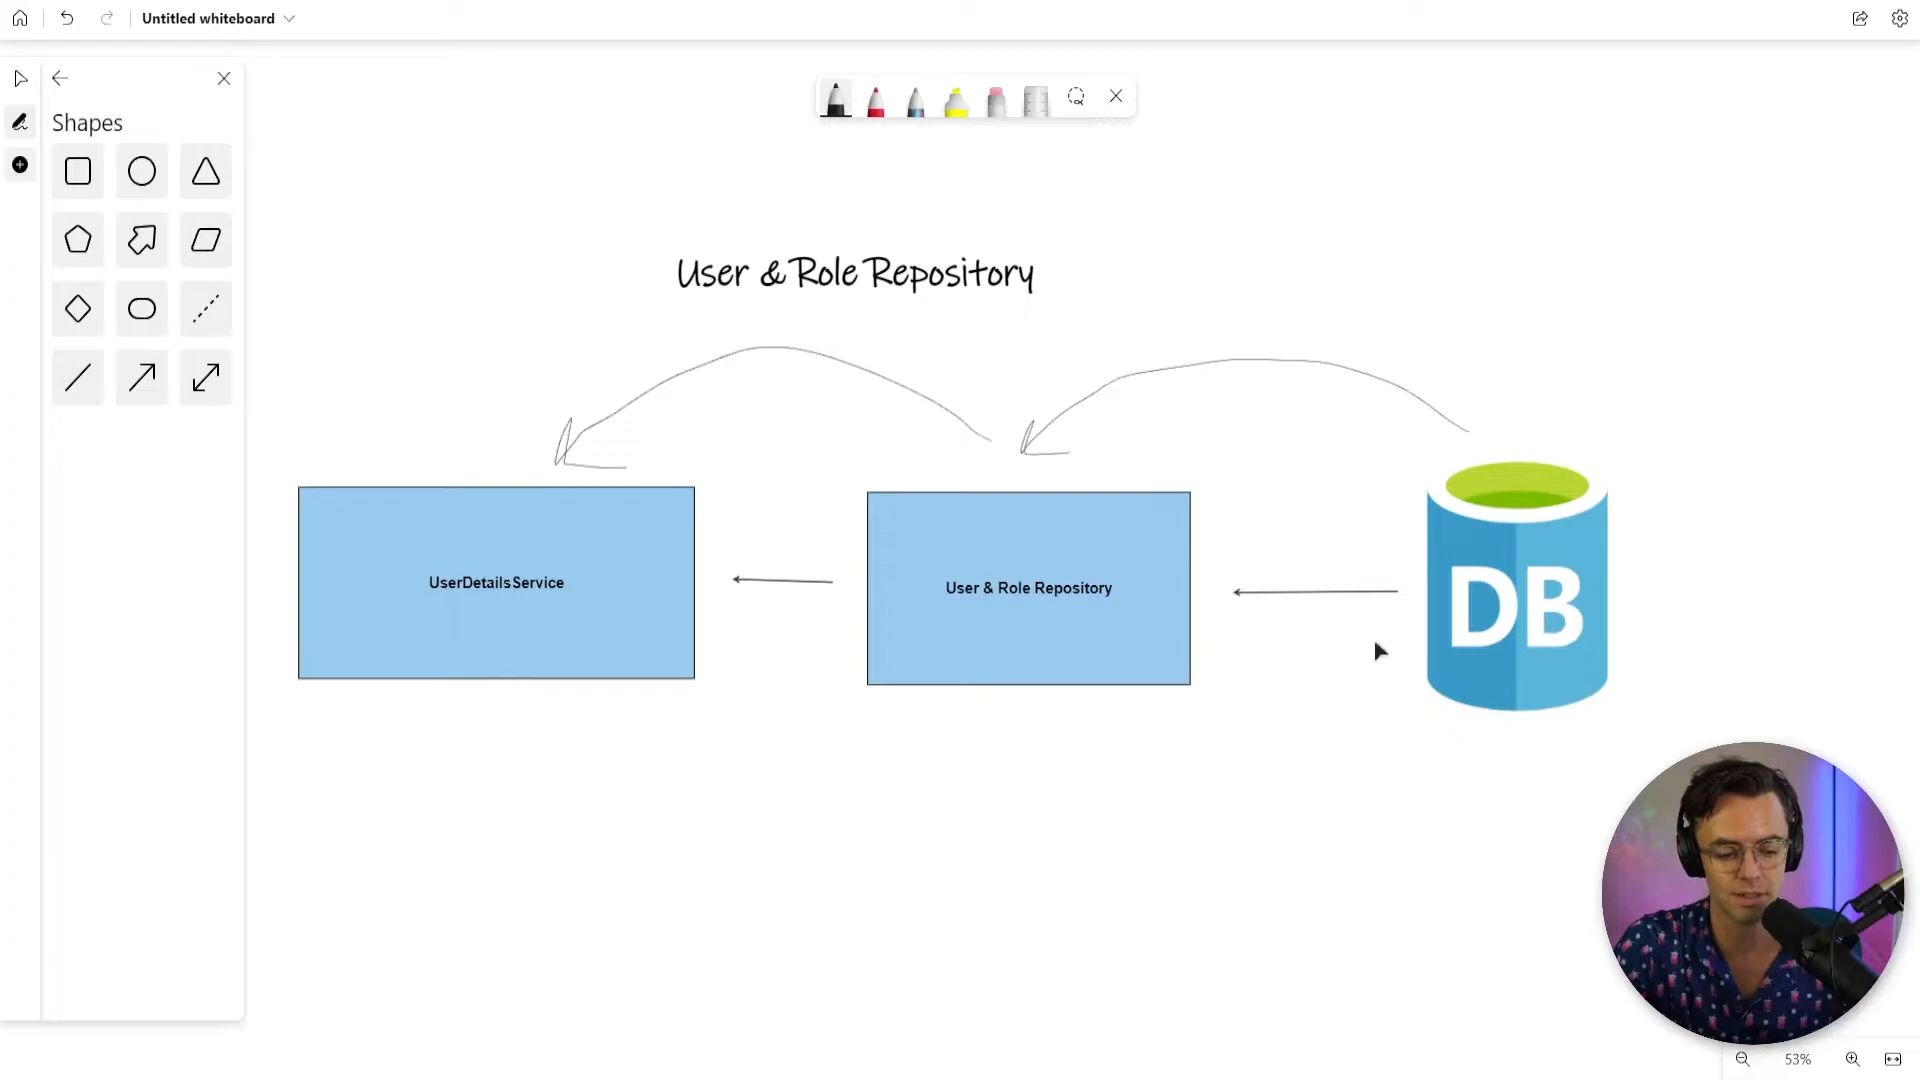 Untitled whiteboard
Shapes
User & Role Repository
UserDetailsService
User & Role Repository
DB
53%